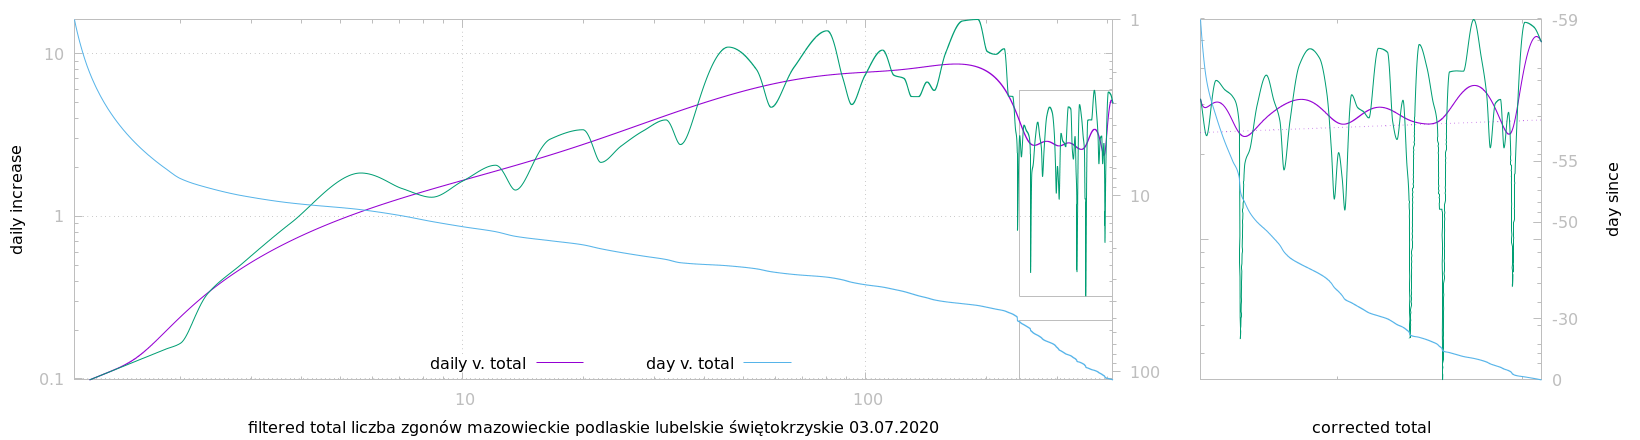 daily increase
10
1
0.1
daily v. total
day v. total
10
100
filtered total liczba zgonów mazowieckie podlaskie lubelskie świętokrzyskie 03.07.2020
1
10
100
-59
-55
-50
-30
0
day since
corrected total